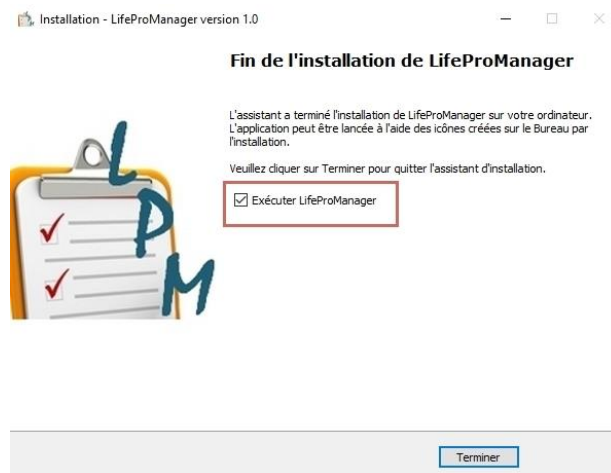 Installation - LifeProManager version 1.0
Fin de l'installation de LifeProManager
L'assistant a terminé l'installation de LifeProManager sur votre ordinateur.
L'application peut être lancée à l'aide des icônes créées sur le Bureau par
l'installation.
Veuillez cliquer sur Terminer pour quitter l'assistant d'installation.
Exécuter LifeProManager
L
P
M
Terminer